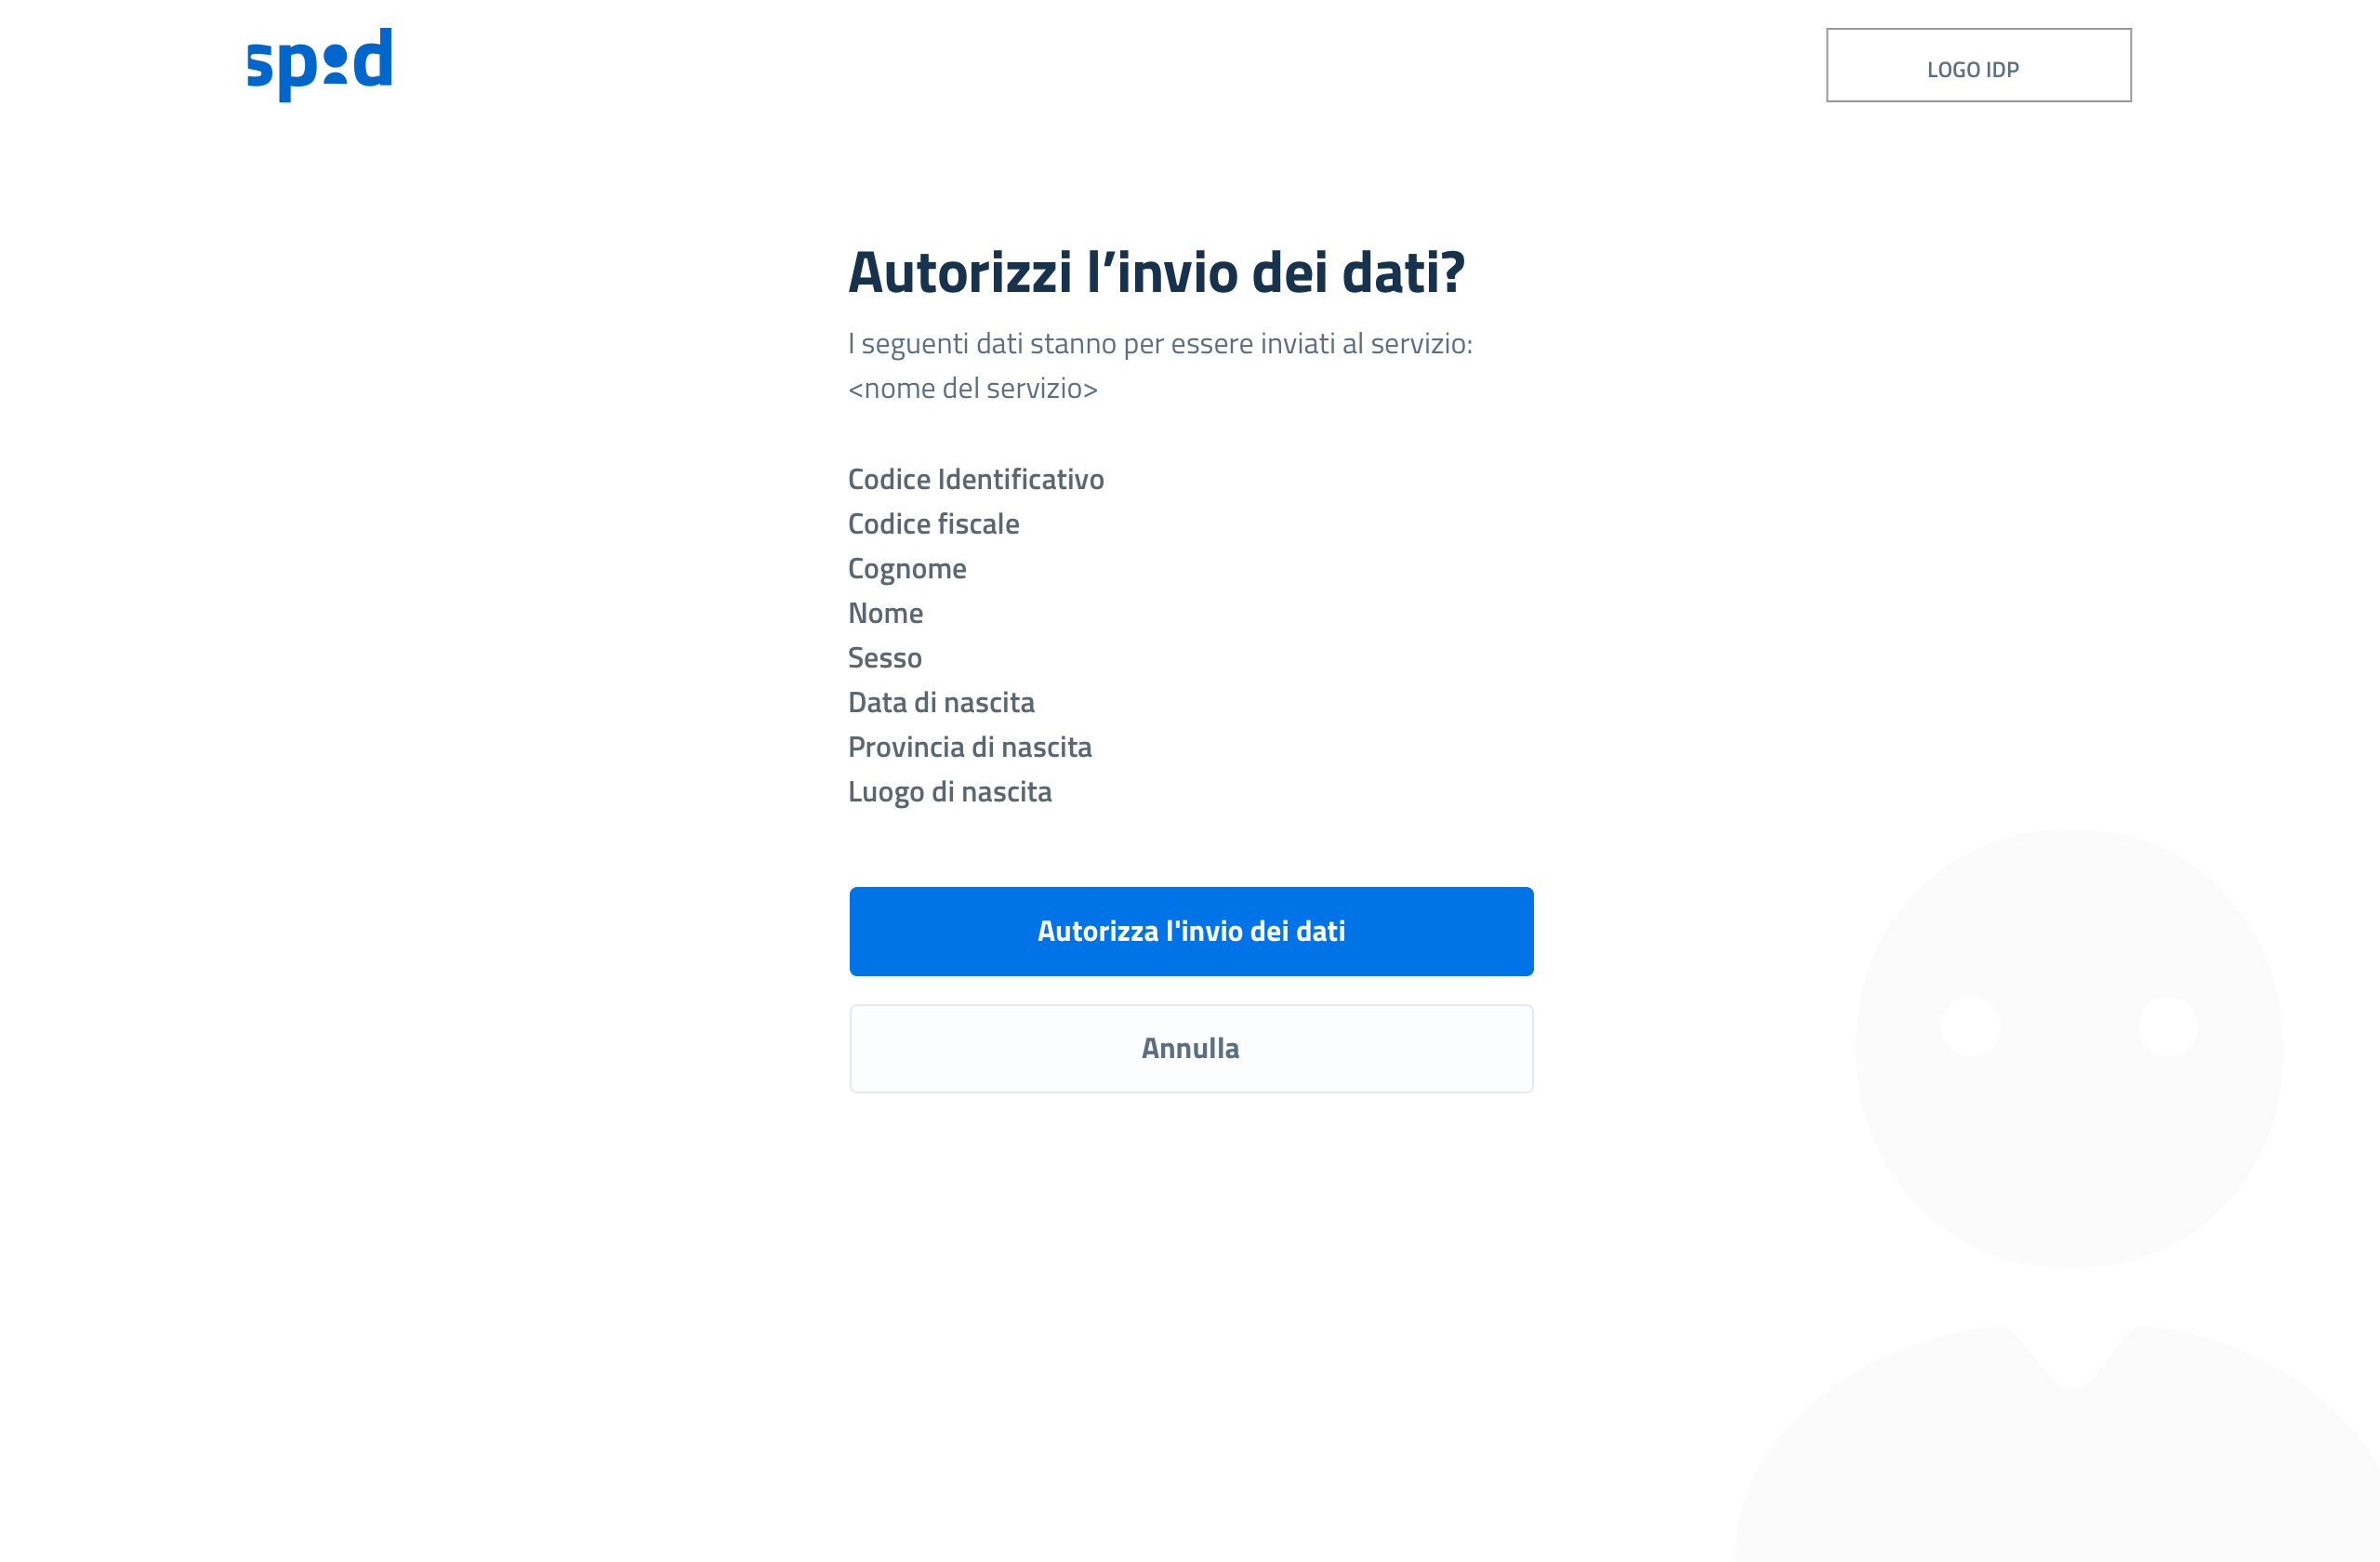 spid
LOGO IDP
Autorizzi l’invio dei dati?
I seguenti dati stanno per essere inviati al servizio:
<nome del servizio>
Codice Identificativo
Codice fiscale
Cognome
Nome
Sesso
Data di nascita
Provincia di nascita
Luogo di nascita
Autorizza l'invio dei dati
Annulla